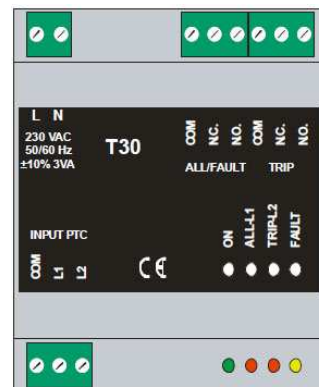 L N
230 VAC
50/60 Hz
±10% 3VA
T30
COM
N.C.
N.O.
COM
N.C.
N.O.
ALL/FAULT
TRIP
INPUT PTC
COM
L1
L2
CE
ON
ALL-L1
TRIP-L2
FAULT